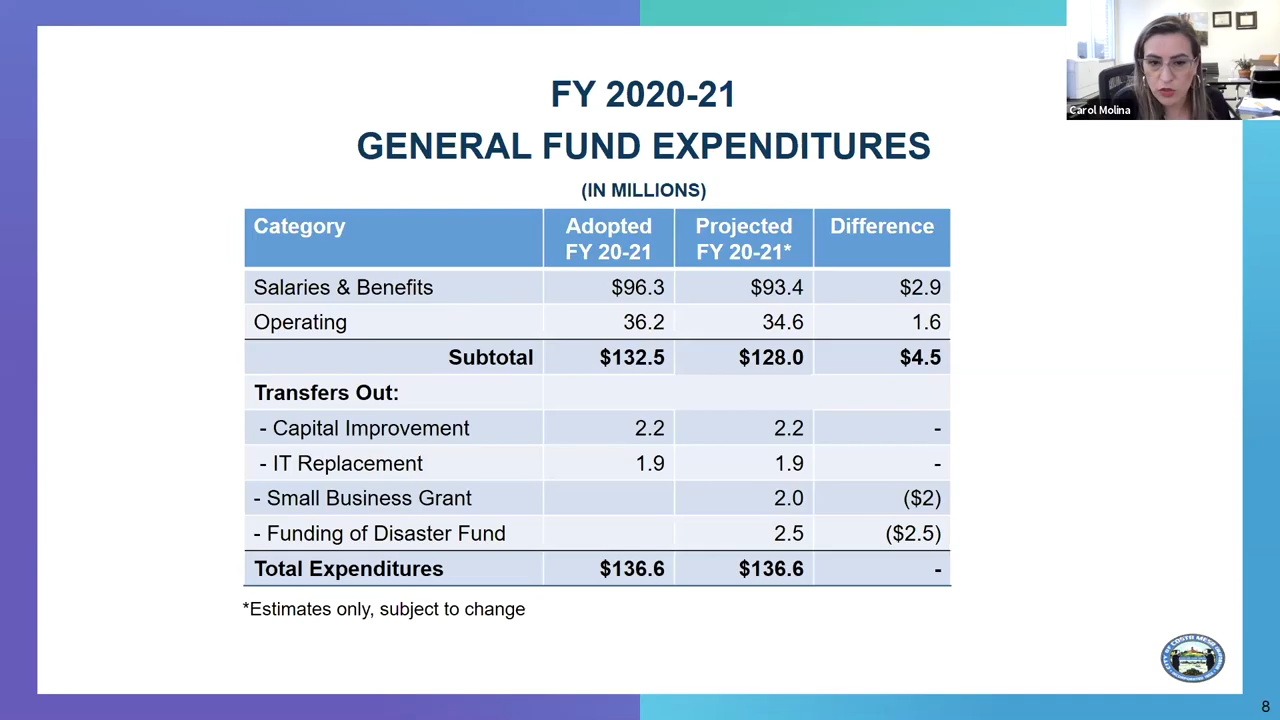 Carol Molina
FY 2020-21
GENERAL FUND EXPENDITURES
(IN MILLIONS)
Category Adopted FY 20-21 Projected FY 20-21* Difference
Salaries & Benefits $96.3 $93.4 $2.9
Operating 36.2 34.6 1.6
Subtotal $132.5 $128.0 $4.5
Transfers Out:
- Capital Improvement 2.2 2.2 -
- IT Replacement 1.9 1.9 -
- Small Business Grant 2.0 ($2)
- Funding of Disaster Fund 2.5 ($2.5)
Total Expenditures $136.6 $136.6 -
*Estimates only, subject to change
CITY OF COSTA MESA
8